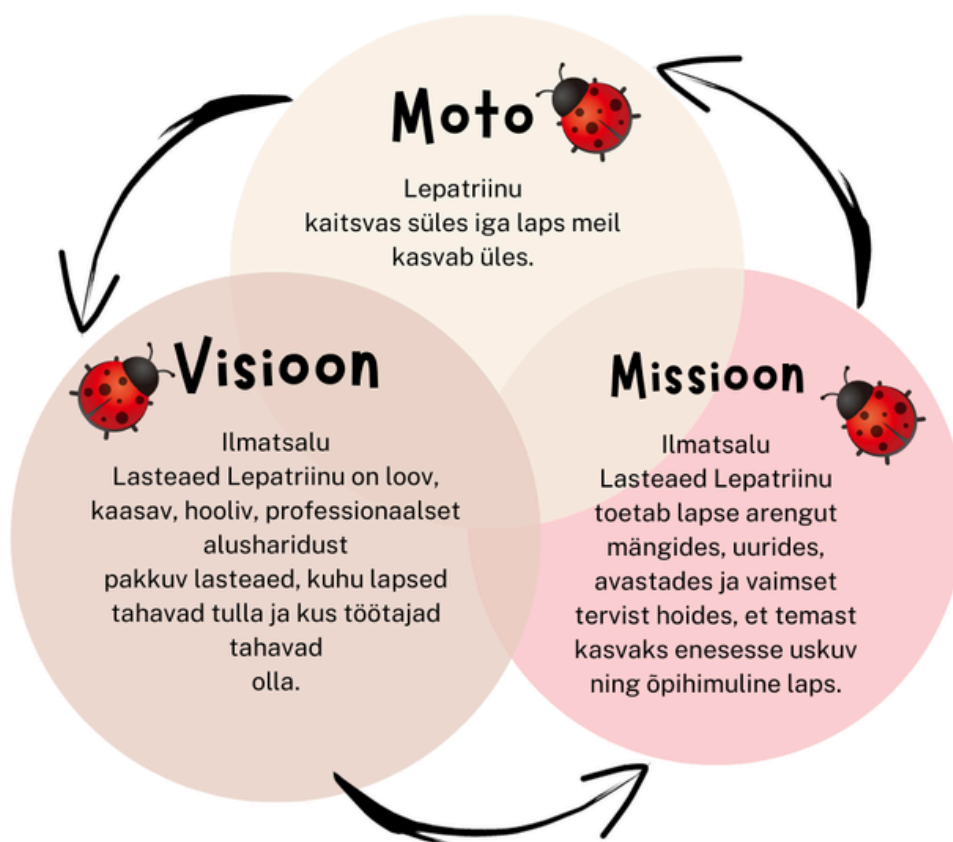 Moto
Lepatriinu
kaitsvas süles iga laps meil
kasvab üles.
Visioon
Ilmatsalu
Lasteaed Lepatriinu on loov,
kaasav, hooliv, professionaalset
alusharidust
pakkuv lasteaed, kuhu lapsed
tahavad tulla ja kus töötajad
tahavad
olla.
Missioon
Ilmatsalu
Lasteaed Lepatriinu
toetab lapse arengut
mängides, uurides,
avastades ja vaimset
tervist hoides, et temast
kasvaks enesesse uskuv
ning õpihimuline laps.